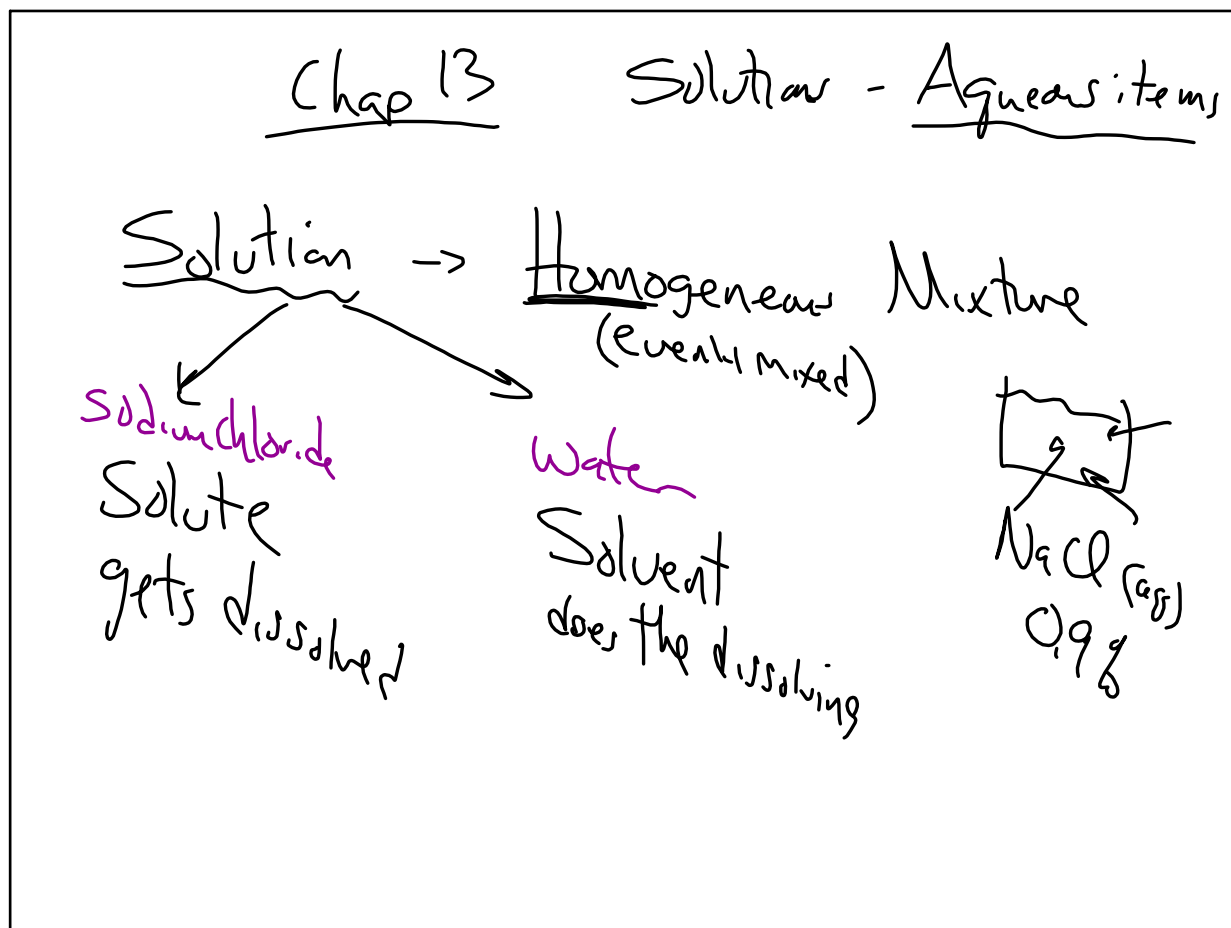 Chap 13 Solutions - Aqueous items
Solution -> Homogeneous Mixture
(evenly mixed)
Sodium Chloride
Solute
gets dissolved
Water
Solvent
does the dissolving
NaCl (aq)
0.9%